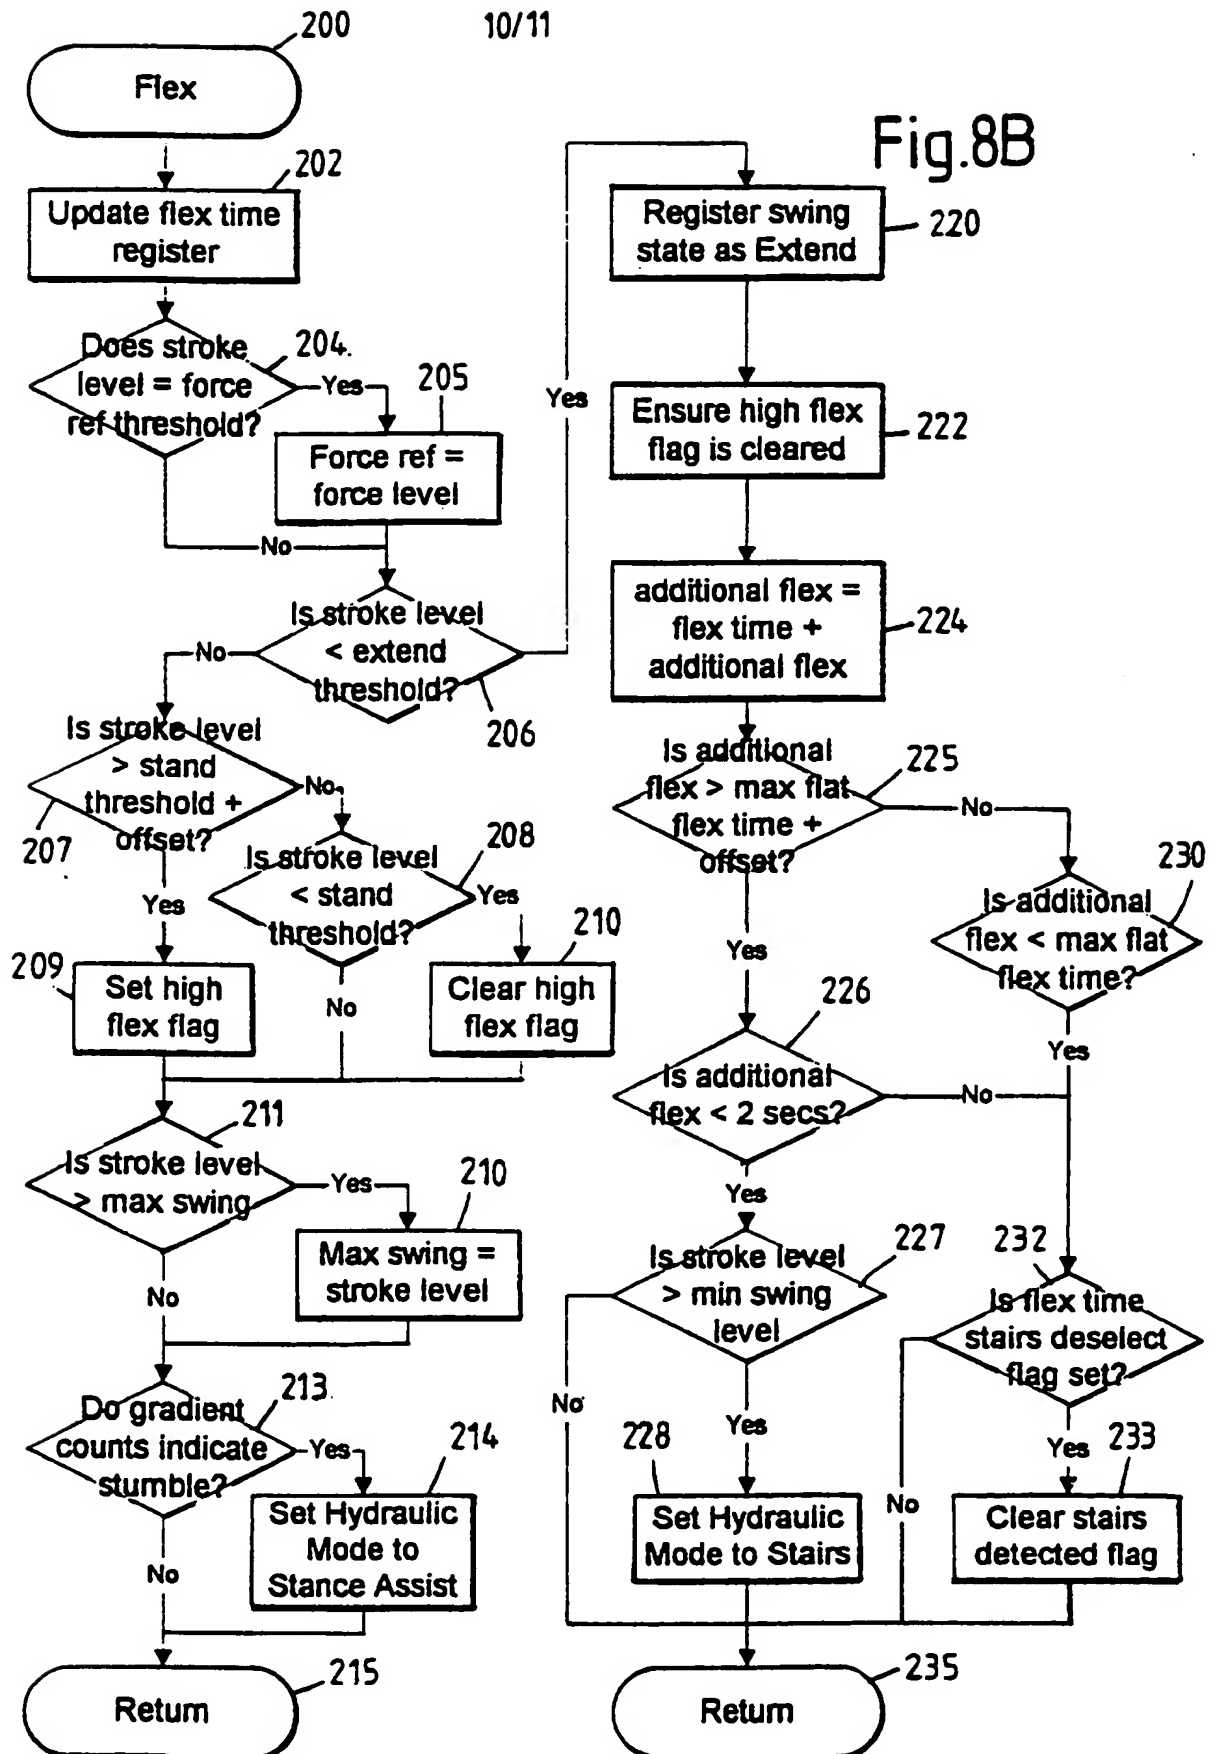 200
10/11
Flex
Fig.8B
202
Update flex time
register
Does stroke
level = force
ref threshold?
204.
Yes
205
Force ref =
force level
No
Is stroke level
< extend
threshold?
206
No
Yes
Is stroke level
> stand
threshold +
offset?
207
No
Is stroke level
< stand
threshold?
208
Yes
Yes
No
209
Set high
flex flag
210
Clear high
flex flag
211
Is stroke level
> max swing
Yes
210
Max swing =
stroke level
No
Do gradient
counts indicate
stumble?
213
Yes
214
Set Hydraulic
Mode to
Stance Assist
No
215
Return
Register swing
state as Extend
220
Ensure high flex
flag is cleared
222
additional flex =
flex time +
additional flex
224
Is additional
flex > max flat
flex time +
offset?
225
No
Yes
230
Is additional
flex < max flat
flex time?
Yes
226
Is additional
flex < 2 secs?
No
Yes
227
Is stroke level
> min swing
level
No
Yes
228
Set Hydraulic
Mode to Stairs
232
Is flex time
stairs deselect
flag set?
No
Yes
233
Clear stairs
detected flag
235
Return